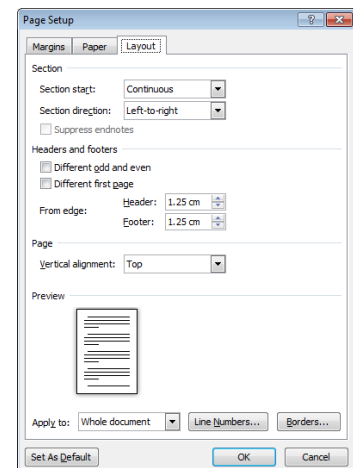 Page Setup
Margins Paper Layout
Section
Section start: Continuous
Section direction: Left-to-right
Suppress endnotes
Headers and footers
Different odd and even
Different first page
From edge:
Header: 1.25 cm
Footer: 1.25 cm
Page
Vertical alignment: Top
Preview
Apply to: Whole document Line Numbers... Borders...
Set As Default OK Cancel